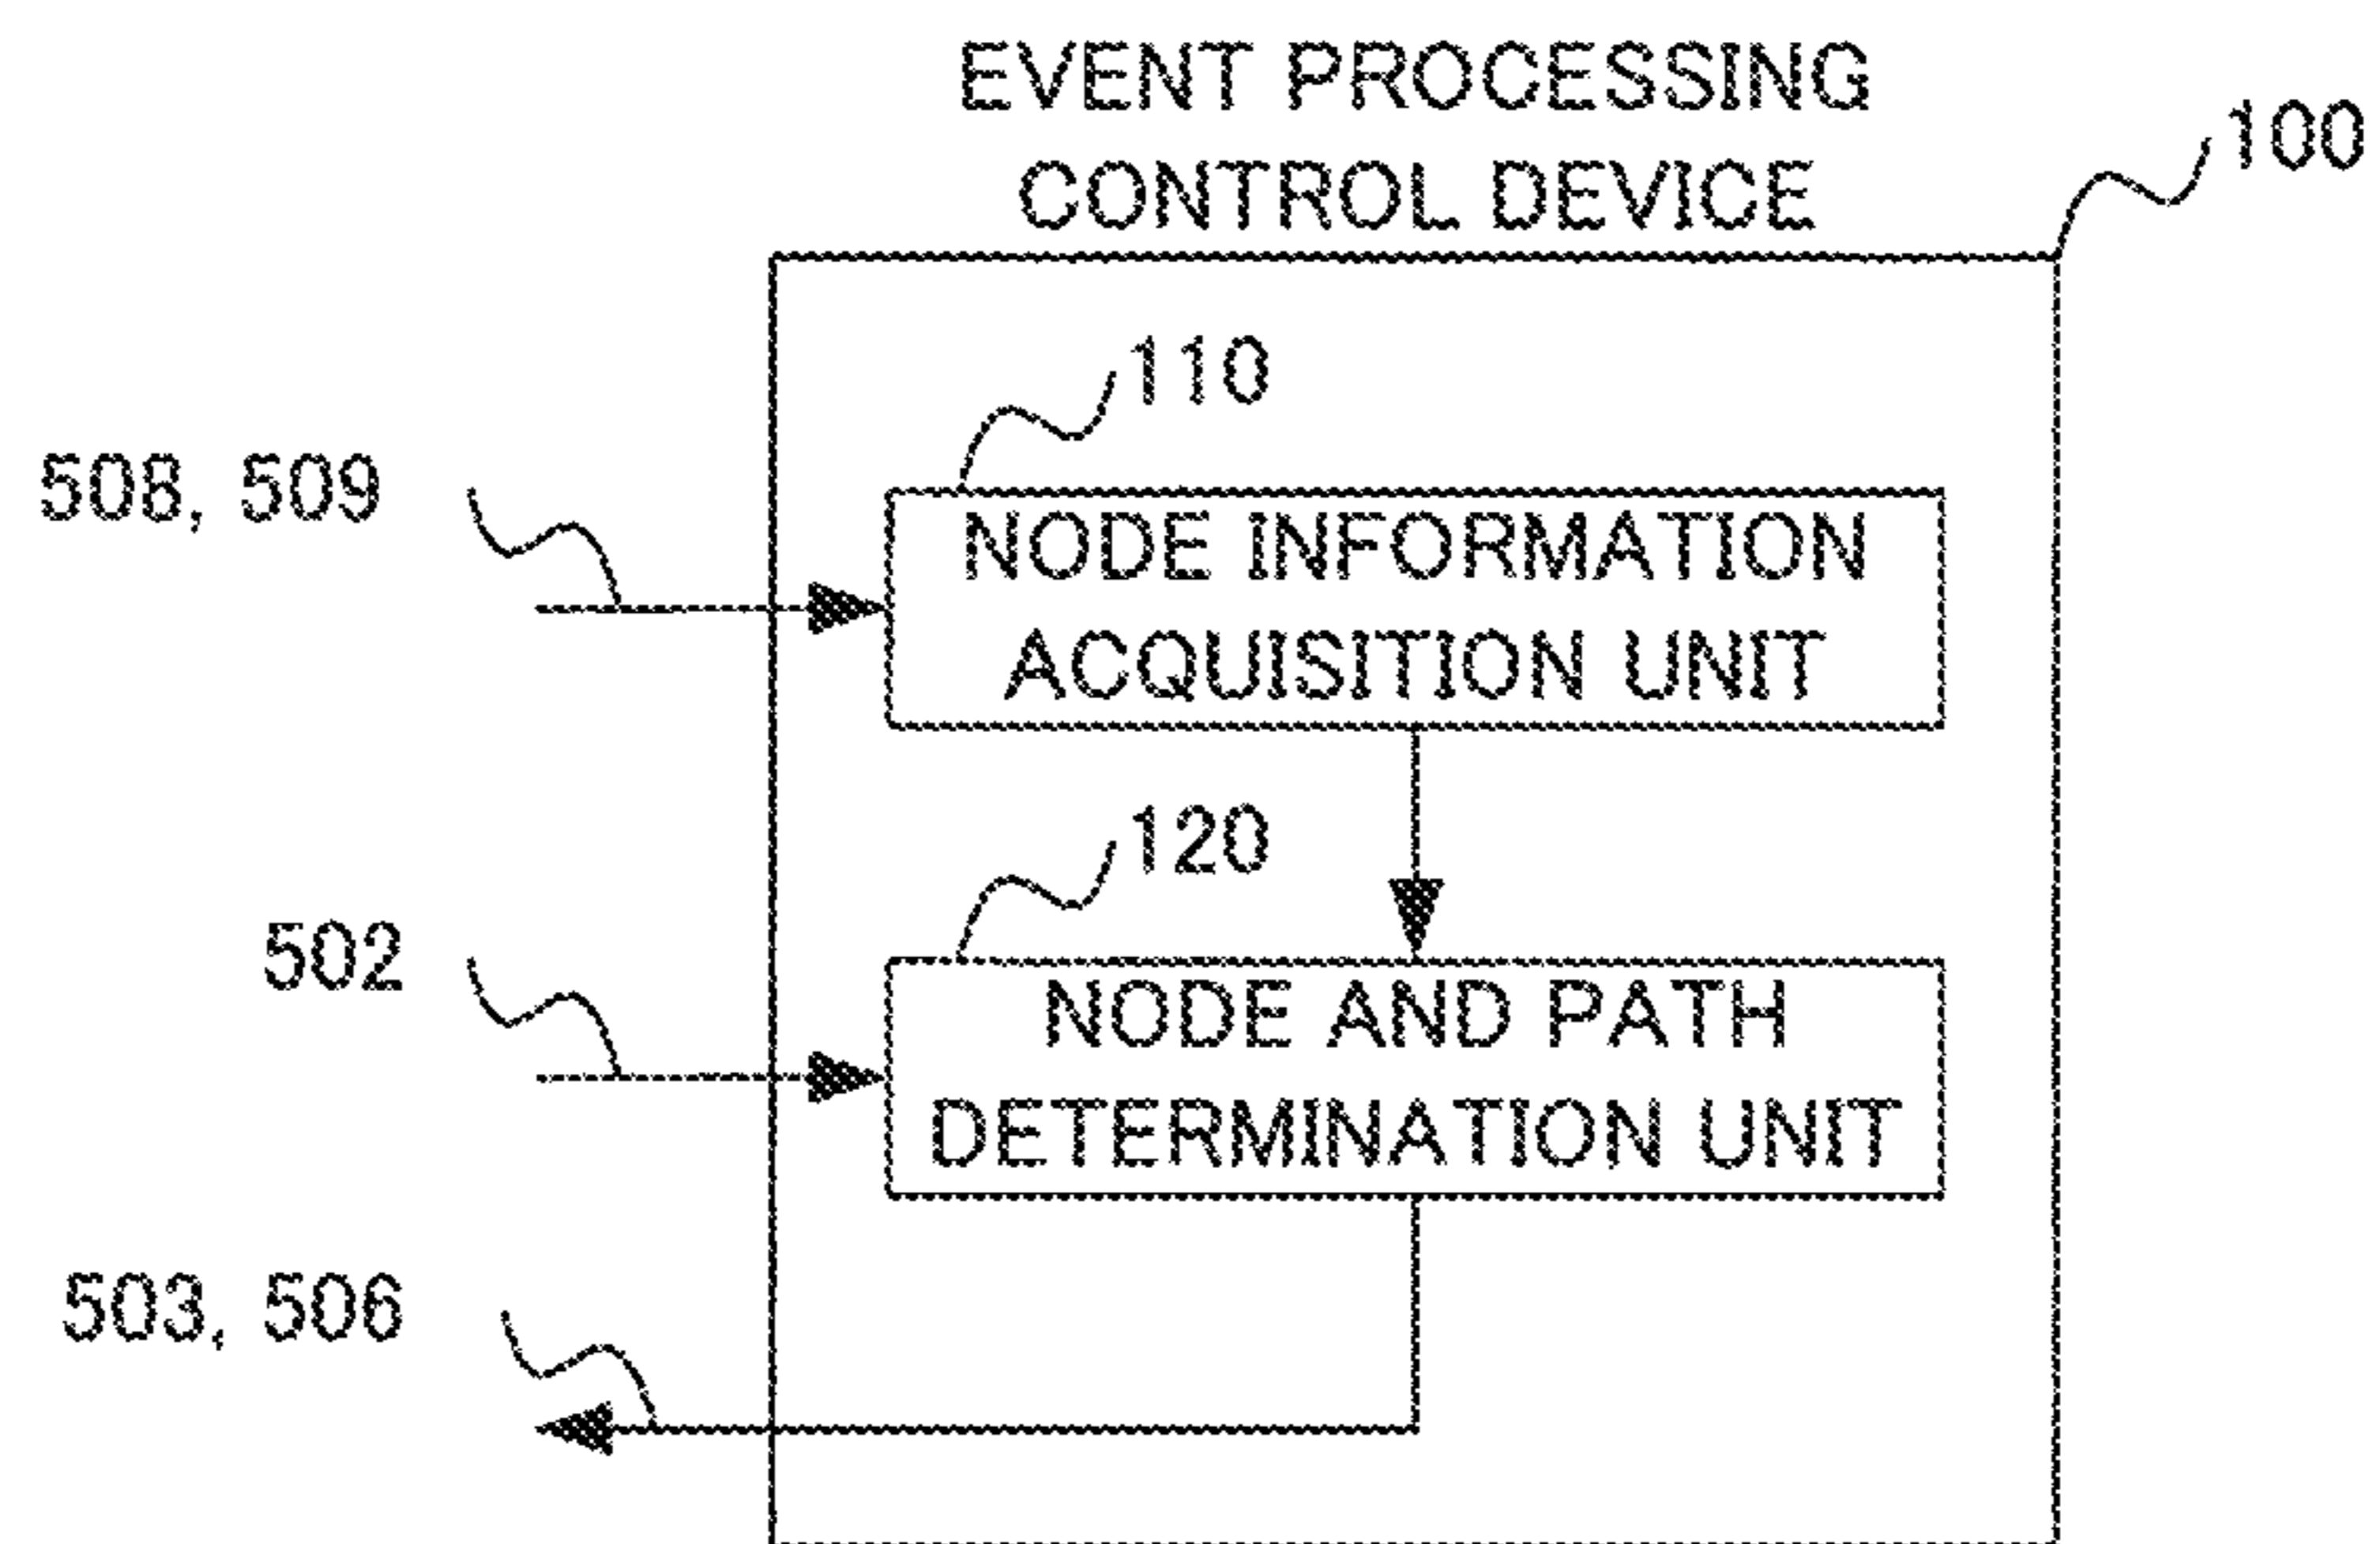 EVENT PROCESSING
CONTROL DEVICE
100
110
508, 509
NODE INFORMATION
ACQUISITION UNIT
120
502
NODE AND PATH
DETERMINATION UNIT
503, 506